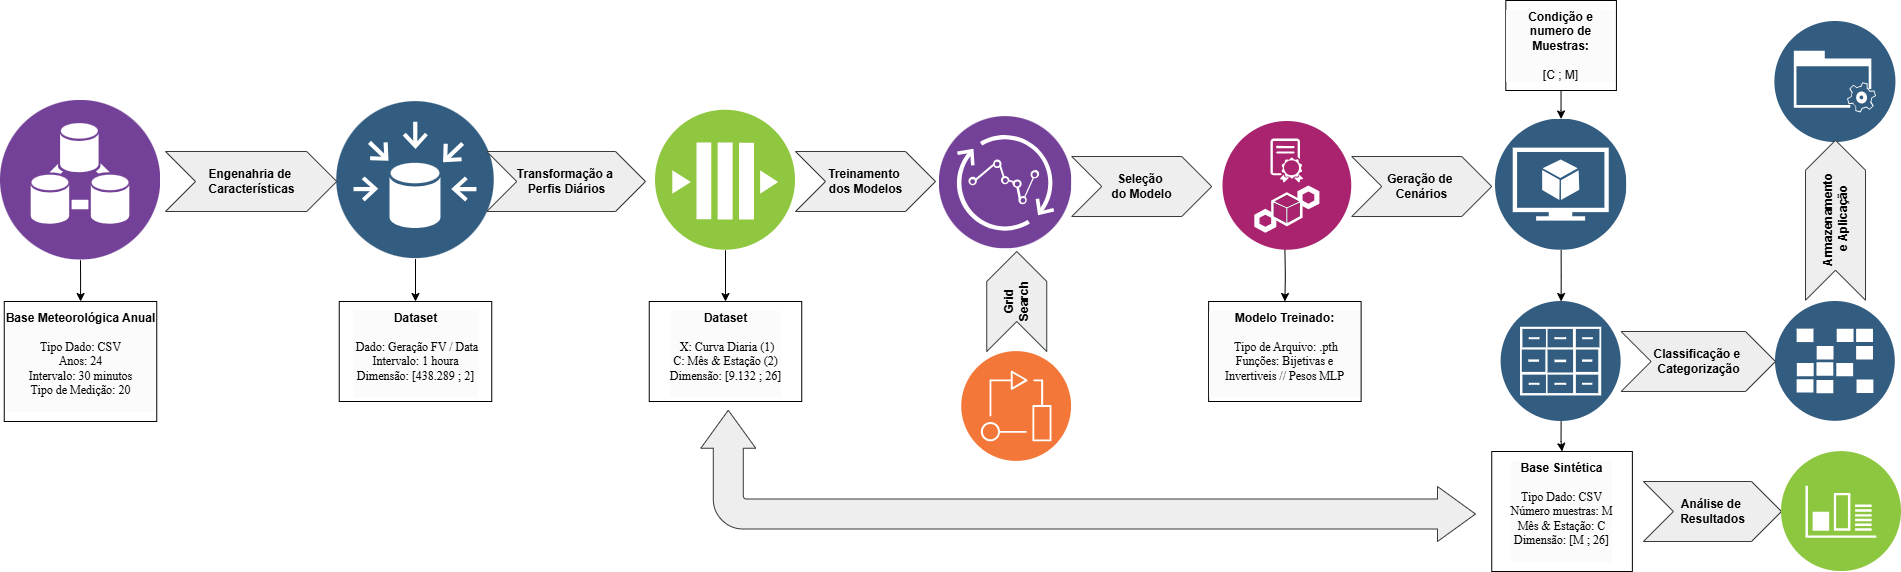 Condição e
numero de
Muestras:
[C ; M]
Engenahria de
Características
Transformação a
Perfis Diários
Treinamento
dos Modelos
Seleção
do Modelo
Geração de
Cenários
Armazenamento
e Aplicação
Base Meteorológica Anual
Tipo Dado: CSV
Anos: 24
Intervalo: 30 minutos
Tipo de Medição: 20
Dataset
Dado: Geração FV / Data
Intervalo: 1 hora
Dimensão: [438.289 ; 2]
Dataset
X: Curva Diaria (1)
C: Mês & Estação (2)
Dimensão: [9.132 ; 26]
Grid
Search
Modelo Treinado:
Tipo de Arquivo: .pth
Funções: Bijetivas e
Invertiveis // Pesos MLP
Classificação e
Categorização
Base Sintética
Tipo Dado: CSV
Número muestras: M
Mês & Estação: C
Dimensão: [M ; 26]
Análise de
Resultados